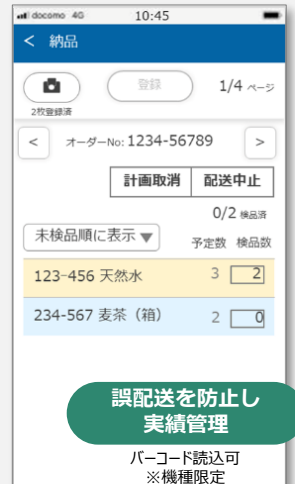 docomo 4G 10:45
< 納品
登録 1/4 ページ
2枚登録済
< オーダーNo: 1234-56789 >
計画取消 配送中止
0/2 検品済
未検品順に表示▼ 予定数 検品数
123-456 天然水 3 2
234-567 麦茶（箱） 2 0
誤配送を防止し
実績管理
バーコード読込可
※機種限定